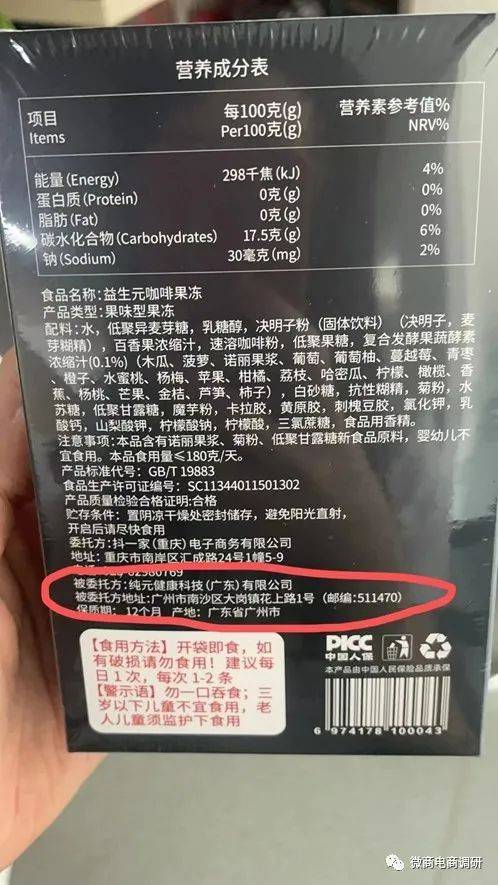 营养成分表
项目 每100克(g) 营养素参考值%
Items Per100克(g) NRV%
能量(Energy) 298千焦(kJ) 4%
蛋白质(Protein) 0克(g) 0%
脂肪(Fat) 0克(g) 0%
碳水化合物(Carbohydrates) 17.5克(g) 6%
钠(Sodium) 30毫克(mg) 2%
食品名称:益生元咖啡果冻
产品类型:果味型果冻
配料:水,低聚异麦芽糖,乳糖醇,决明子粉(固体饮料)(决明子,麦
芽糊精),百香果浓缩汁,速溶咖啡粉,低聚果糖,复合发酵果蔬酵素
浓缩汁(0.1%)(木瓜、菠萝、诺丽果浆、葡萄、葡萄柚、蔓越莓、青枣
、橙子、水蜜桃、杨梅、苹果、柑橘、荔枝、哈密瓜、柠檬、橄榄、香
蕉、杨桃、芒果、金桔、芦笋、柿子),白砂糖,抗性糊精,菊粉,水
苏糖,低聚甘露糖,魔芋粉,卡拉胶,黄原胶,刺槐豆胶,氯化钾,乳
酸钙,山梨酸钾,柠檬酸钠,柠檬酸,三氯蔗糖,食品用香精。
注意事项:本品含有诺丽果浆、菊粉、低聚甘露糖新食品原料,婴幼儿不
宜食用。本品食用量≤180克/天。
产品标准代号:GB/T 19883
食品生产许可证编号:SC11344011501302
产品质量检验合格证明:合格
贮存条件:置阴凉干燥处密封储存,避免阳光直射,
开启后请尽快食用
委托方:抖一家(重庆)电子商务有限公司
地址:重庆市南岸区汇成路24号1幢5-9
62980769
被委托方:纯元健康科技(广东)有限公司
被委托方地址:广州市南沙区大岗镇花上路1号(邮编:511470)
保质期:12个月 产地:广东省广州市
【食用方法】开袋即食,如
有破损请勿食用!建议每
日1次,每次1-2条
【警示语】勿一口吞食;三
岁以下儿童不宜食用,老
人儿童须监护下食用
PICC
中国人保
本产品由中国人民保险品质承保
6 974178 100043
微商电商调研